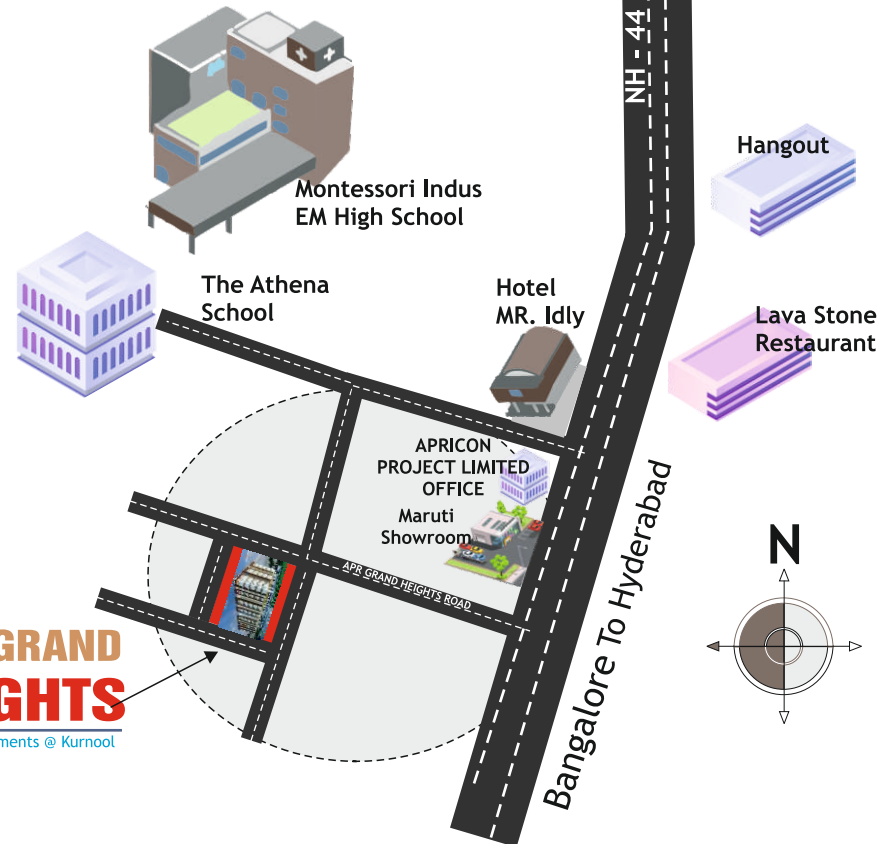 NH - 44
Hangout
Montessori Indus
EM High School
The Athena
School
Hotel
MR. Idly
Lava Stone
Restaurant
APRICON
PROJECT LIMITED
OFFICE
Maruti
Showroom
APR GRAND HEIGHTS ROAD
Bangalore To Hyderabad
N
GRAND
GHTS
ments @ Kurnool